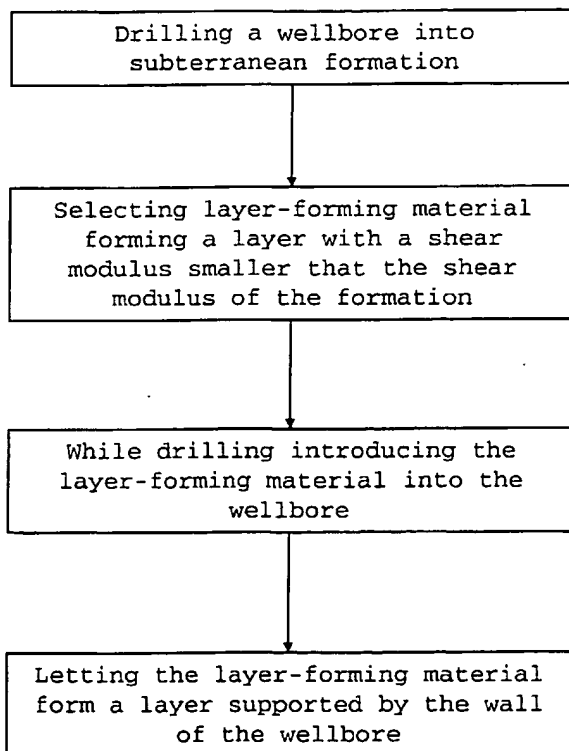 Drilling a wellbore into
subterranean formation
Selecting layer-forming material
forming a layer with a shear
modulus smaller that the shear
modulus of the formation
While drilling introducing the
layer-forming material into the
wellbore
Letting the layer-forming material
form a layer supported by the wall
of the wellbore